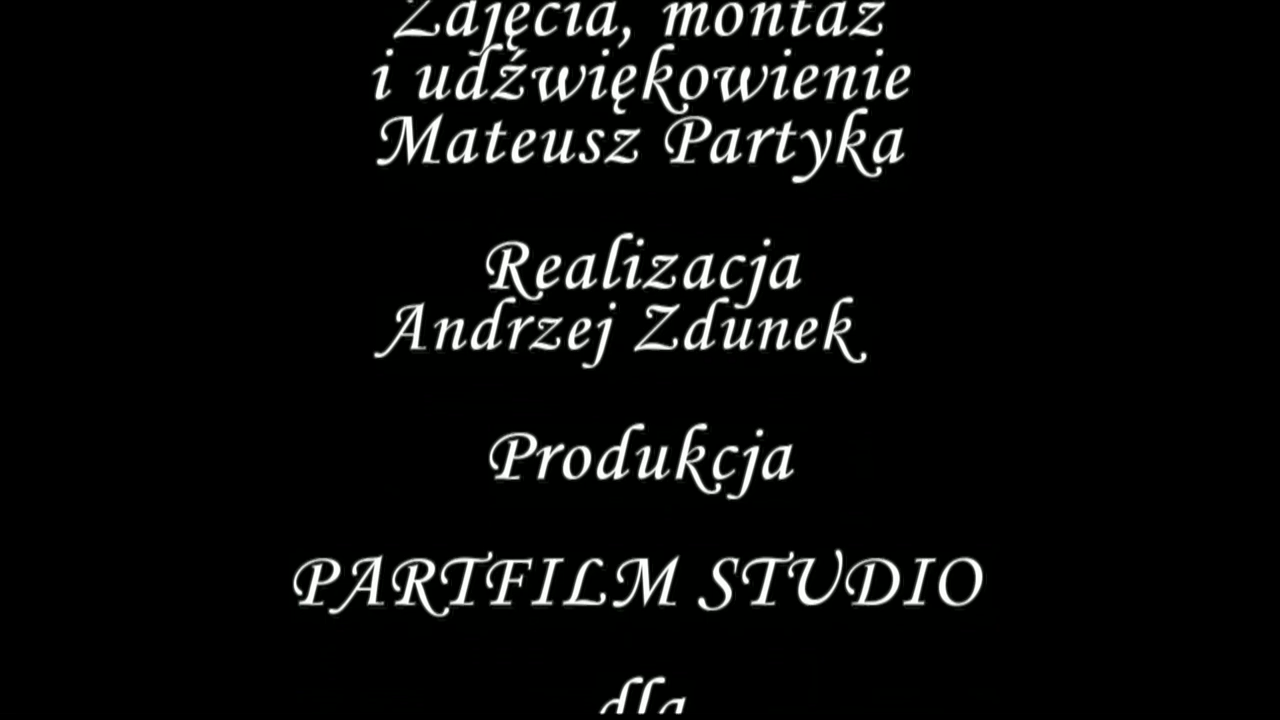 Zdjęcia, montaż
i udźwiękowienie
Mateusz Partyka
Realizacja
Andrzej Zdunek
Produkcja
PARTFILM STUDIO
dla